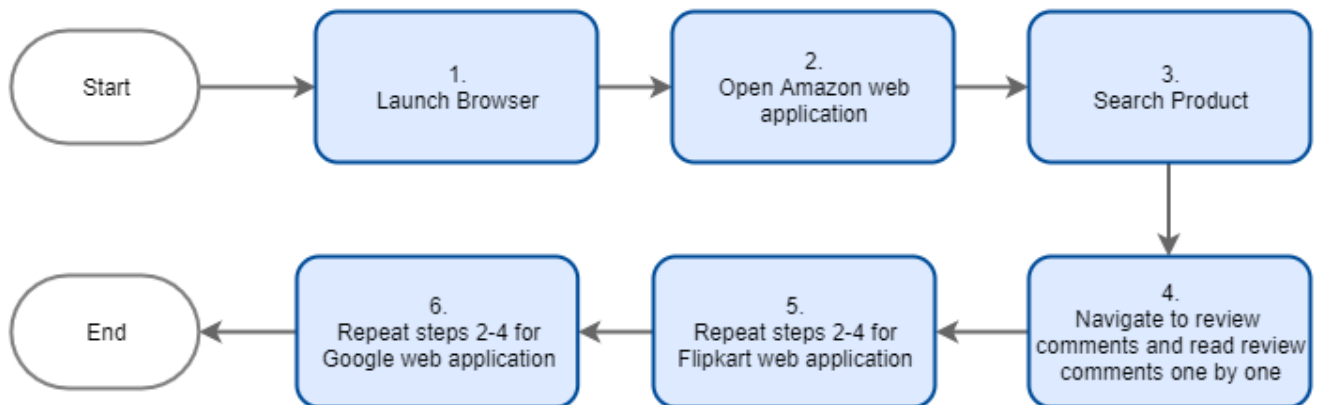 Start
1.
Launch Browser
2.
Open Amazon web
application
3.
Search Product
4.
Navigate to review
comments and read review
comments one by one
5.
Repeat steps 2-4 for
Flipkart web application
6.
Repeat steps 2-4 for
Google web application
End